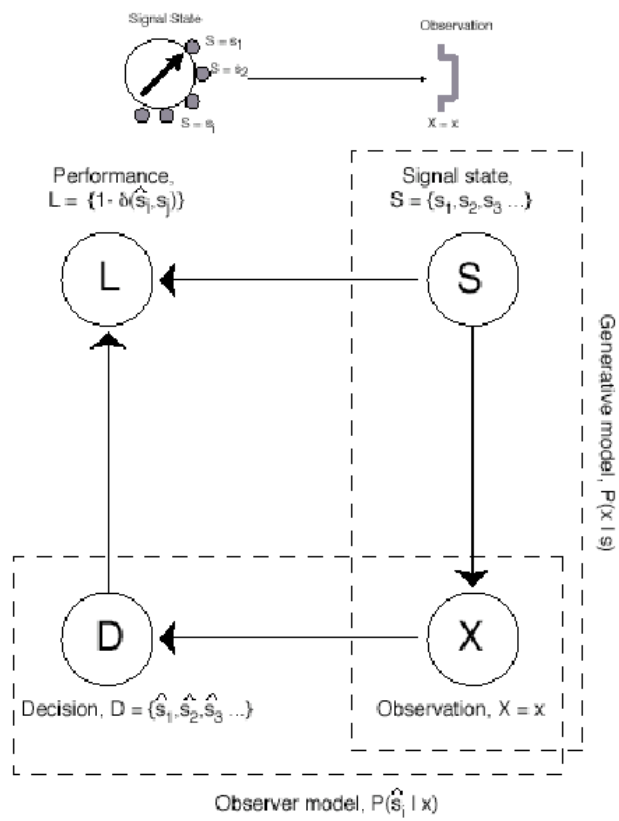 Signal State
S = s₁
S = s₂
S = sᵢ
Observation
X = x
Performance,
L = {1- δ(ŝᵢ,sⱼ)}
Signal state,
S = {s₁,s₂,s₃ ...}
L
S
Generative model, P(x | s)
D
X
Decision, D = {ŝ₁,ŝ₂,ŝ₃ ...}
Observation, X = x
Observer model, P(ŝᵢ | x)